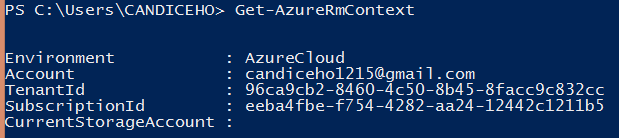 PS C:\Users\CANDICEHO> Get-AzureRmContext
Environment : AzureCloud
Account : candiceho1215@gmail.com
TenantId : 96ca9cb2-8460-4c50-8b45-8facc9c832cc
SubscriptionId : eeba4fbe-f754-4282-aa24-12442c1211b5
CurrentStorageAccount :